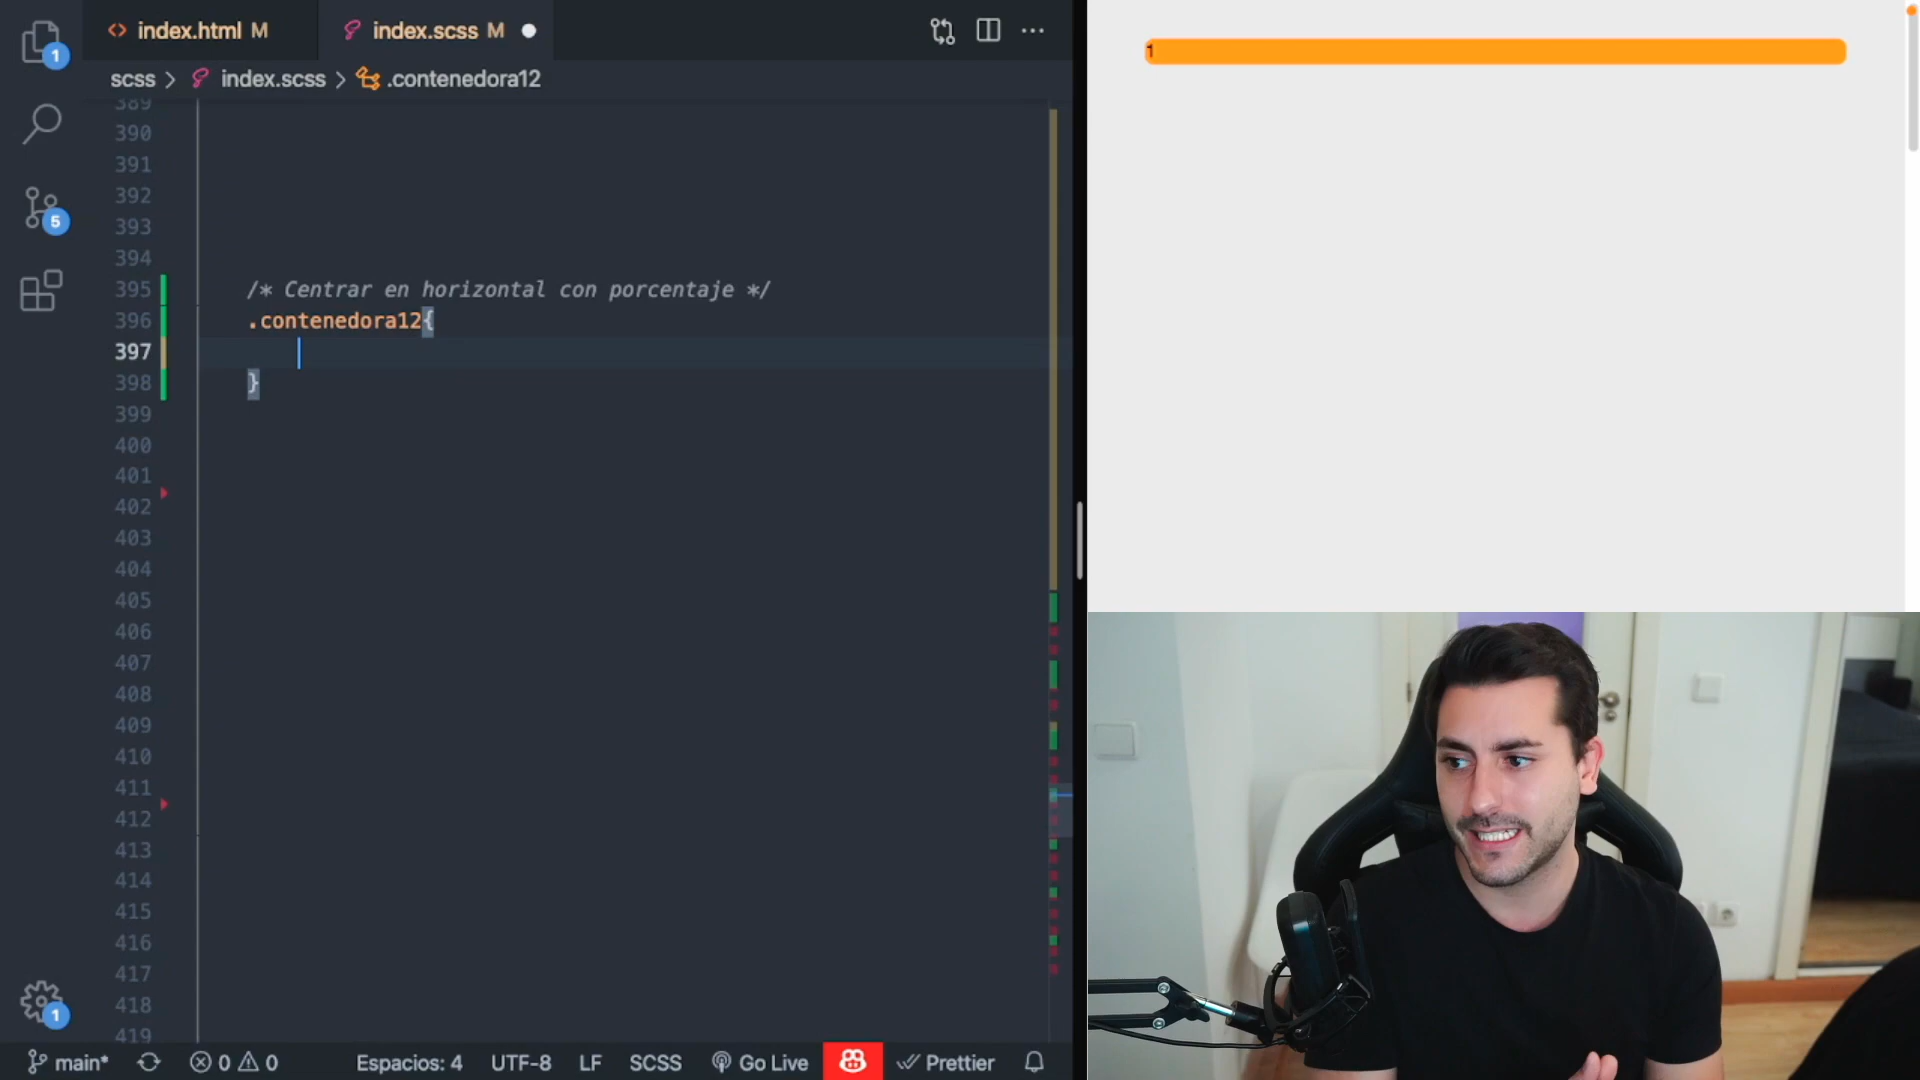 index.html M
index.scss M
scss > index.scss > .contenedora12
389
390
391
392
393
394
395 /* Centrar en horizontal con porcentaje */
396 .contenedora12{
397
398 }
399
400
401
402
403
404
405
406
407
408
409
410
411
412
413
414
415
416
417
418
419
1
5
1
main*
0 0
Espacios: 4
UTF-8
LF
SCSS
Go Live
Prettier
1